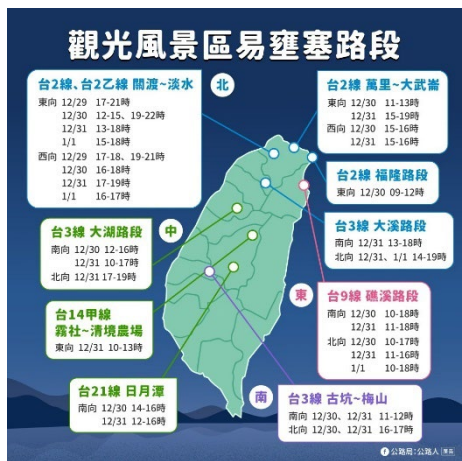 觀光風景區易壅塞路段
台2線、台2乙線 關渡~淡水
東向 12/29 17-21時
12/30 12-15、19-22時
12/31 13-18時
1/1 15-18時
西向 12/29 17-18、19-21時
12/30 16-18時
12/31 17-19時
1/1 16-17時
北
台2線 萬里~大武崙
東向 12/30 11-13時
12/31 15-19時
西向 12/30 15-16時
12/31 15-16時
台2線 福隆路段
東向 12/30 09-12時
台3線 大溪路段
南向 12/31 13-18時
北向 12/31、1/1 14-19時
台3線 大湖路段
南向 12/30 12-16時
12/31 10-17時
北向 12/31 17-19時
中
台14甲線
霧社~清境農場
東向 12/31 10-13時
台21線 日月潭
南向 12/30 14-16時
12/31 12-16時
東
台9線 礁溪路段
南向 12/30 10-18時
12/31 11-18時
北向 12/30 10-17時
12/31 11-16時
1/1 10-18時
南
台3線 古坑~梅山
南向 12/30、12/31 11-12時
北向 12/30、12/31 16-17時
公路局:公路人